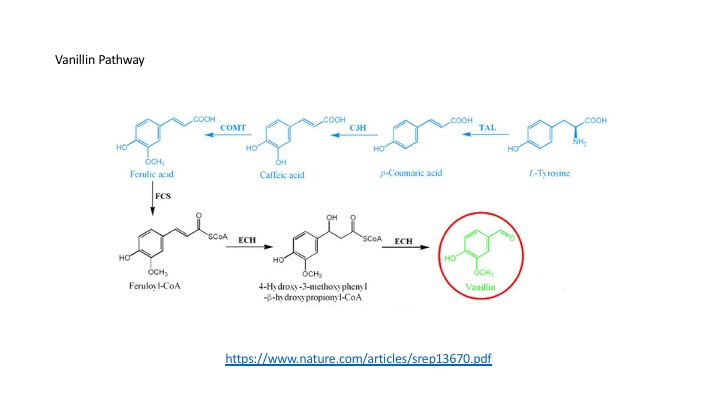 Vanillin Pathway
HO COOH OCH3
COMT
HO COOH OH
C3H
HO COOH
TAL
HO COOH NH2
Ferulic acid
Caffeic acid
p-Coumaric acid
L-Tyrosine
FCS
HO OCH3 O SCoA
ECH
HO OCH3 OH O SCoA
ECH
HO OCH3 O
Feruloyl-CoA
4-Hydroxy-3-methoxyphenyl
-β-hydroxypropionyl-CoA
Vanillin
https://www.nature.com/articles/srep13670.pdf